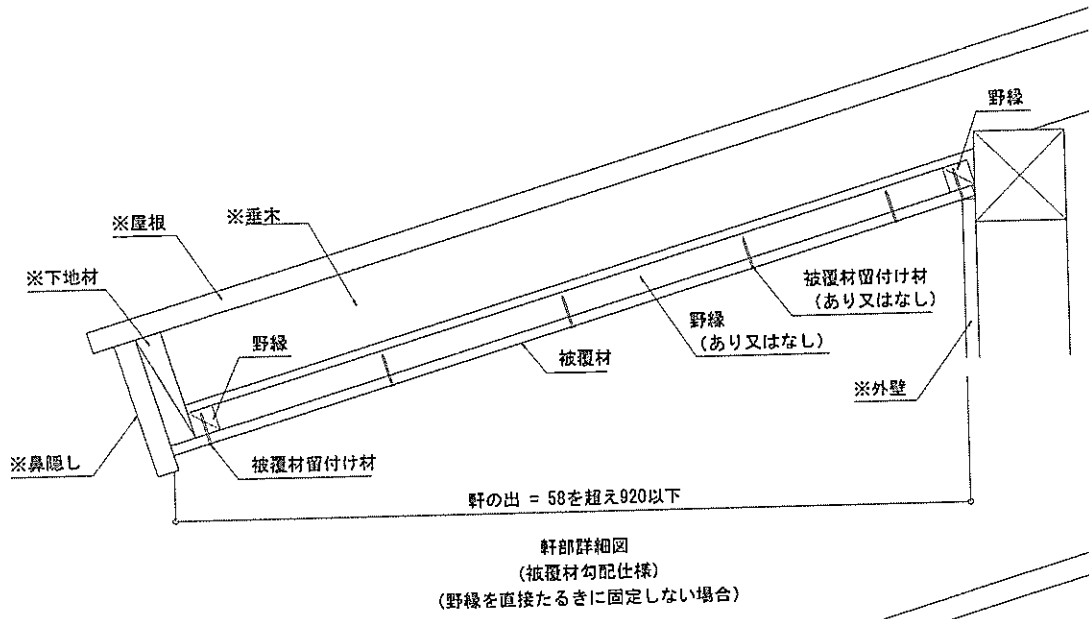 野縁
※垂木
※屋根
※下地材
被覆材留付け材
(あり又はなし)
野縁
野縁
(あり又はなし)
被覆材
※外壁
※鼻隠し
被覆材留付け材
軒の出 = 58を超え920以下
軒部詳細図
(被覆材勾配仕様)
(野縁を直接たるきに固定しない場合)